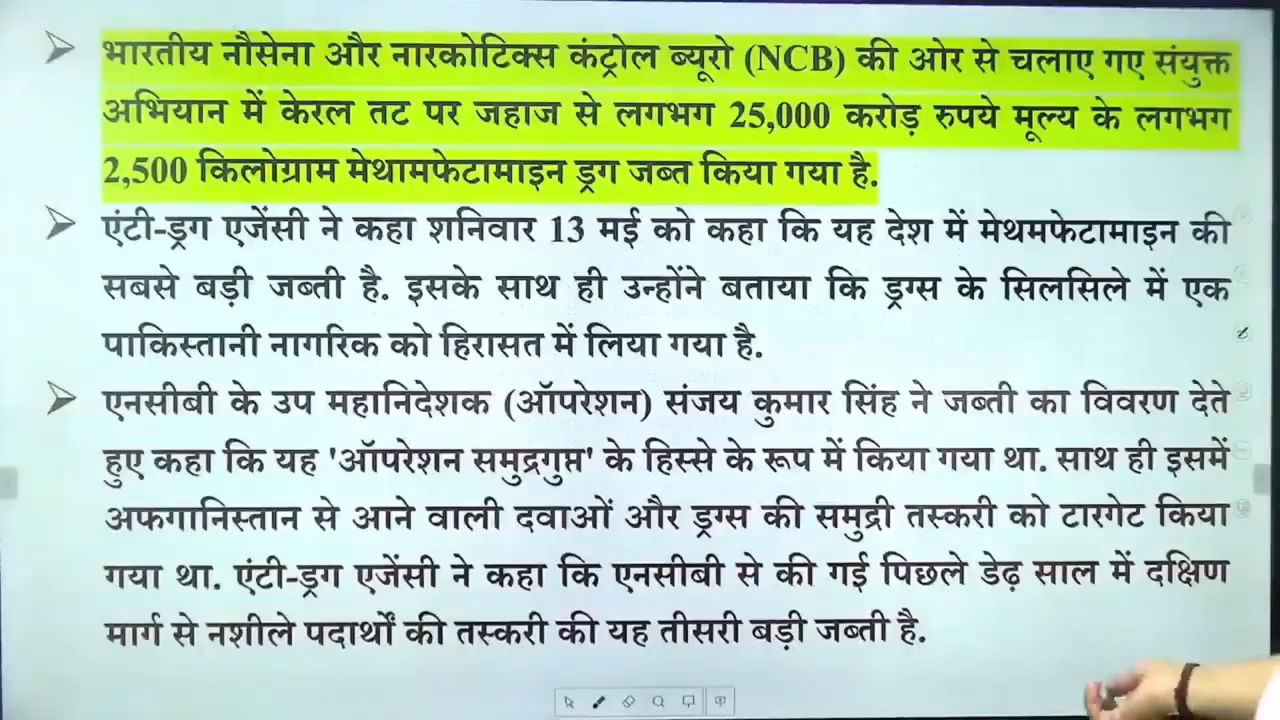 भारतीय नौसेना और नारकोटिक्स कंट्रोल ब्यूरो (NCB) की ओर से चलाए गए संयुक्त
अभियान में केरल तट पर जहाज से लगभग 25,000 करोड़ रुपये मूल्य के लगभग
2,500 किलोग्राम मेथामफेटामाइन ड्रग जब्त किया गया है.
एंटी-ड्रग एजेंसी ने कहा शनिवार 13 मई को कहा कि यह देश में मेथमफेटामाइन की
सबसे बड़ी जब्ती है. इसके साथ ही उन्होंने बताया कि ड्रग्स के सिलसिले में एक
पाकिस्तानी नागरिक को हिरासत में लिया गया है.
एनसीबी के उप महानिदेशक (ऑपरेशन) संजय कुमार सिंह ने जब्ती का विवरण देते
हुए कहा कि यह 'ऑपरेशन समुद्रगुप्त' के हिस्से के रूप में किया गया था. साथ ही इसमें
अफगानिस्तान से आने वाली दवाओं और ड्रग्स की समुद्री तस्करी को टारगेट किया
गया था. एंटी-ड्रग एजेंसी ने कहा कि एनसीबी से की गई पिछले डेढ़ साल में दक्षिण
मार्ग से नशीले पदार्थों की तस्करी की यह तीसरी बड़ी जब्ती है.